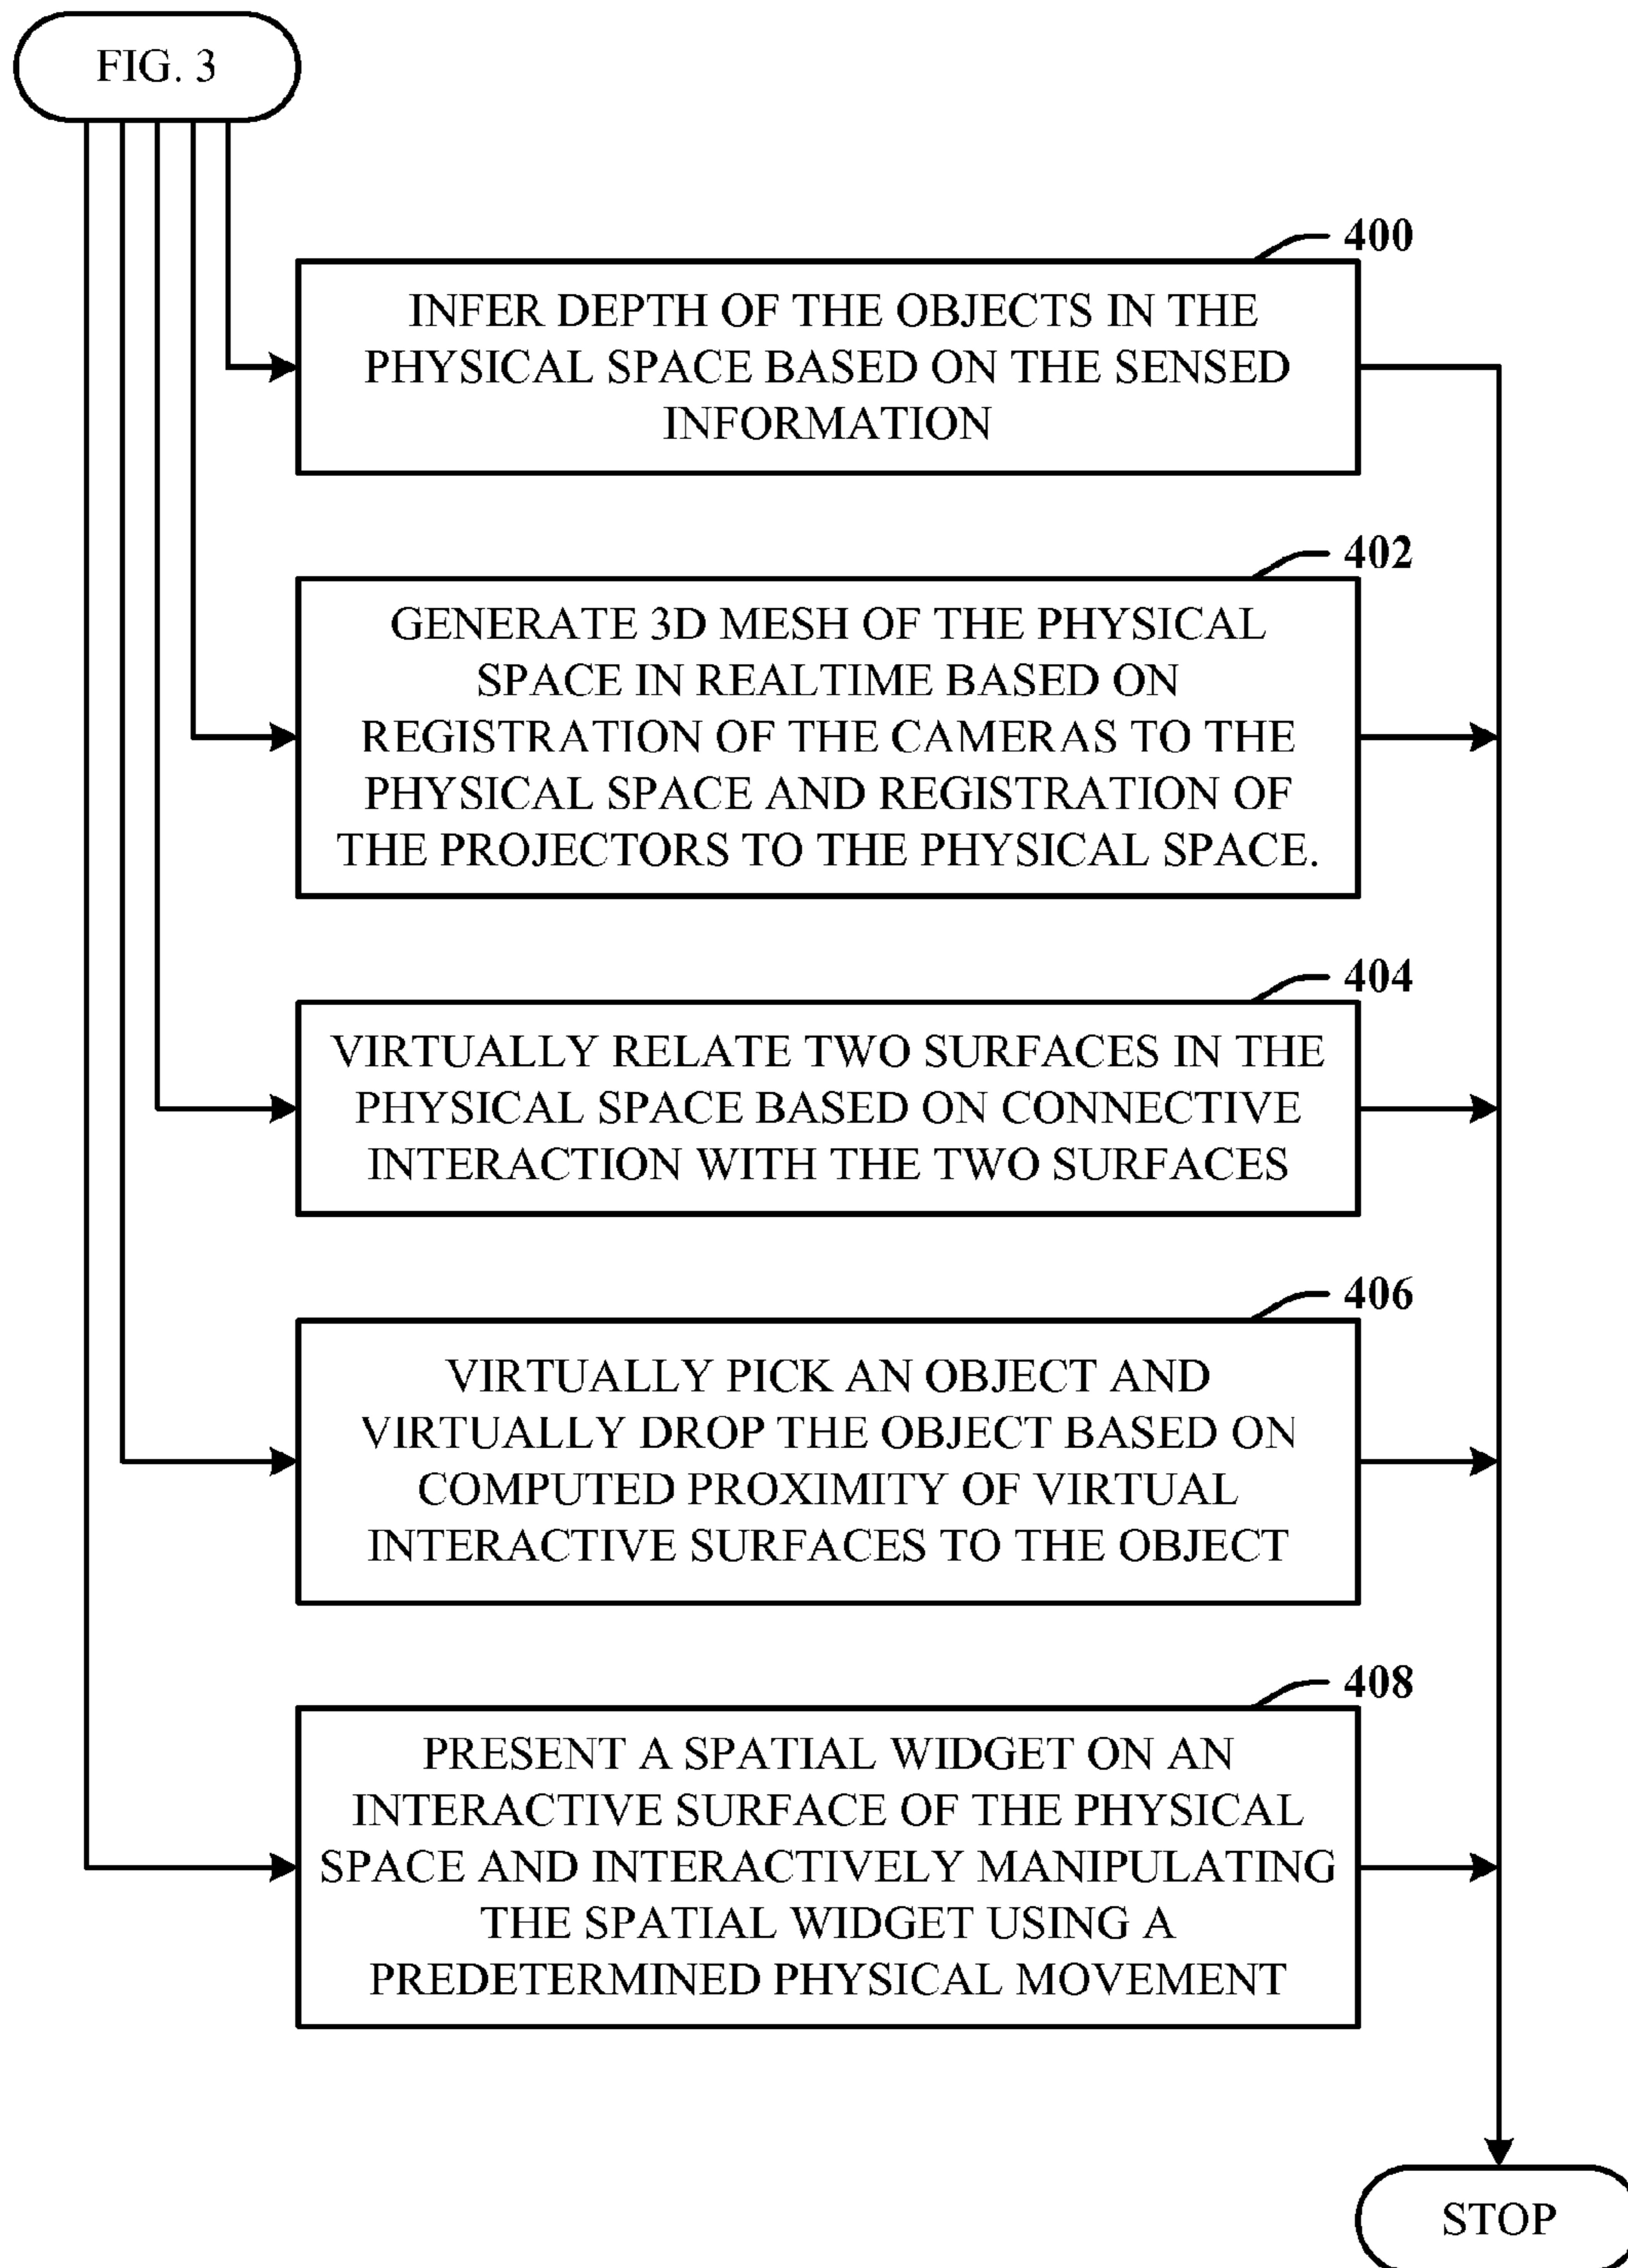 FIG. 3
400
INFER DEPTH OF THE OBJECTS IN THE
PHYSICAL SPACE BASED ON THE SENSED
INFORMATION
402
GENERATE 3D MESH OF THE PHYSICAL
SPACE IN REALTIME BASED ON
REGISTRATION OF THE CAMERAS TO THE
PHYSICAL SPACE AND REGISTRATION OF
THE PROJECTORS TO THE PHYSICAL SPACE.
404
VIRTUALLY RELATE TWO SURFACES IN THE
PHYSICAL SPACE BASED ON CONNECTIVE
INTERACTION WITH THE TWO SURFACES
406
VIRTUALLY PICK AN OBJECT AND
VIRTUALLY DROP THE OBJECT BASED ON
COMPUTED PROXIMITY OF VIRTUAL
INTERACTIVE SURFACES TO THE OBJECT
408
PRESENT A SPATIAL WIDGET ON AN
INTERACTIVE SURFACE OF THE PHYSICAL
SPACE AND INTERACTIVELY MANIPULATING
THE SPATIAL WIDGET USING A
PREDETERMINED PHYSICAL MOVEMENT
STOP